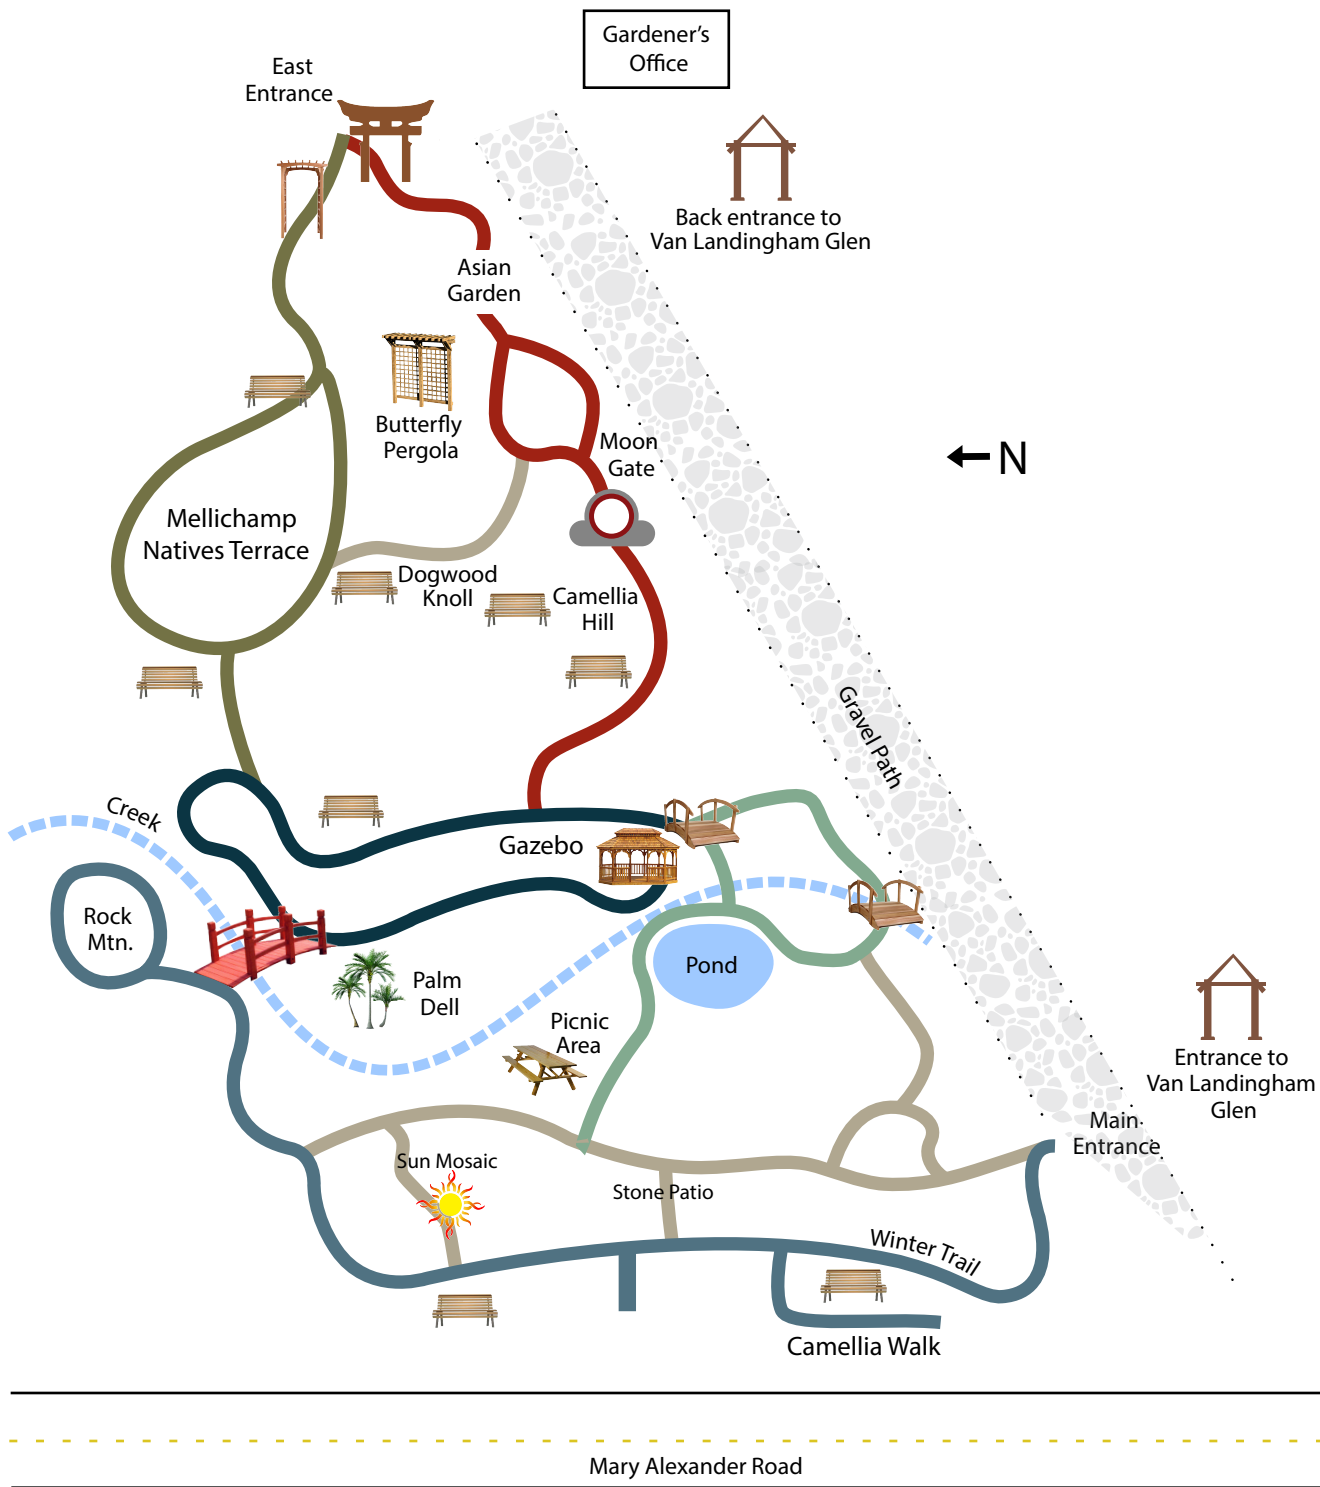 Gardener's
Office
East
Entrance
Back entrance to
Van Landingham Glen
Asian
Garden
Butterfly
Pergola
Moon
Gate
N
Mellichamp
Natives Terrace
Dogwood
Knoll
Camellia
Hill
Gravel Path
Creek
Gazebo
Rock
Mtn.
Palm
Dell
Pond
Picnic
Area
Entrance to
Van Landingham
Glen
Main
Entrance
Sun Mosaic
Stone Patio
Winter Trail
Camellia Walk
Mary Alexander Road